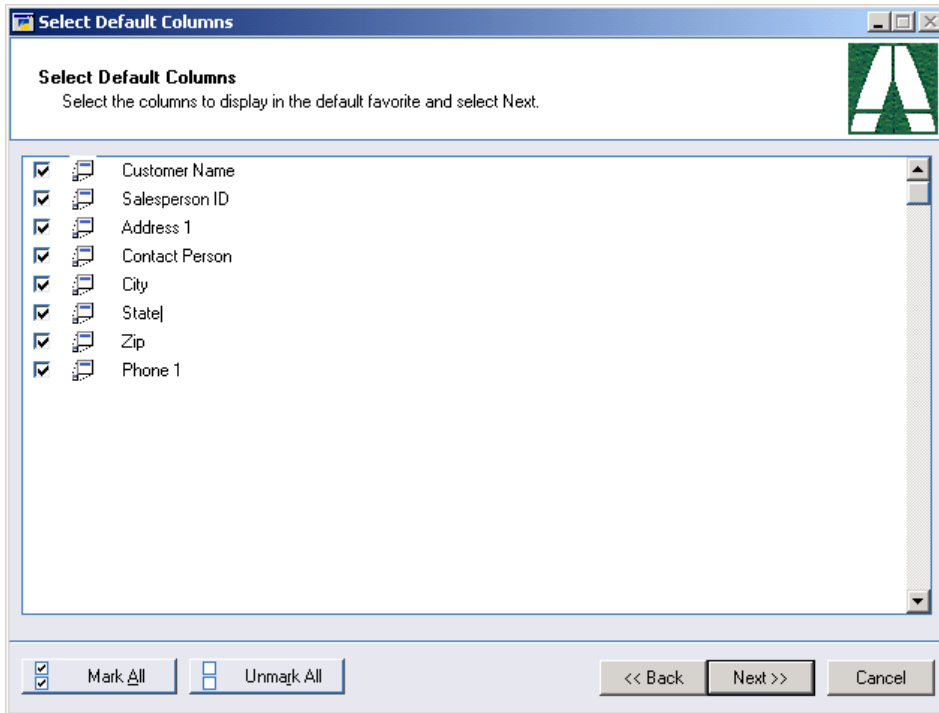 Select Default Columns
Select Default Columns
Select the columns to display in the default favorite and select Next.
Customer Name
Salesperson ID
Address 1
Contact Person
City
State
Zip
Phone 1
Mark All Unmark All << Back Next >> Cancel